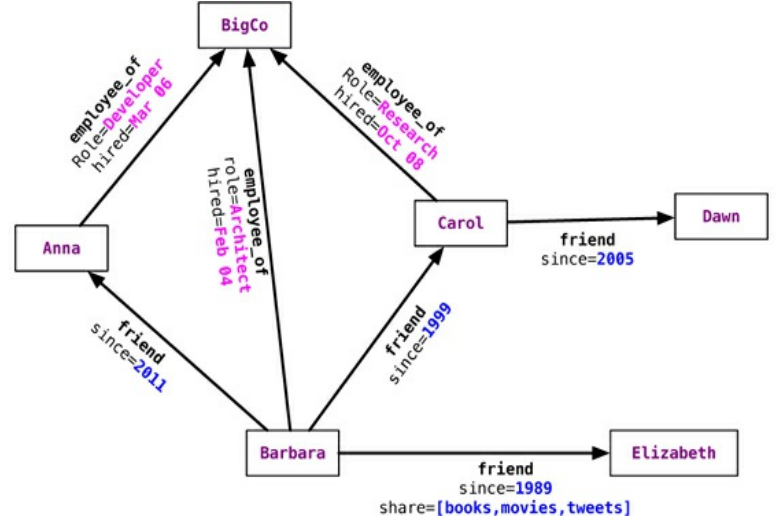 BigCo
employee_of
Role=Developer
hired=Mar 06
employee_of
Role=Research
hired=Oct 08
employee_of
role=Architect
hired=Feb 04
Anna
Carol
Dawn
friend
since=2005
friend
since=2011
friend
since=1999
Barbara
Elizabeth
friend
since=1989
share=[books,movies,tweets]